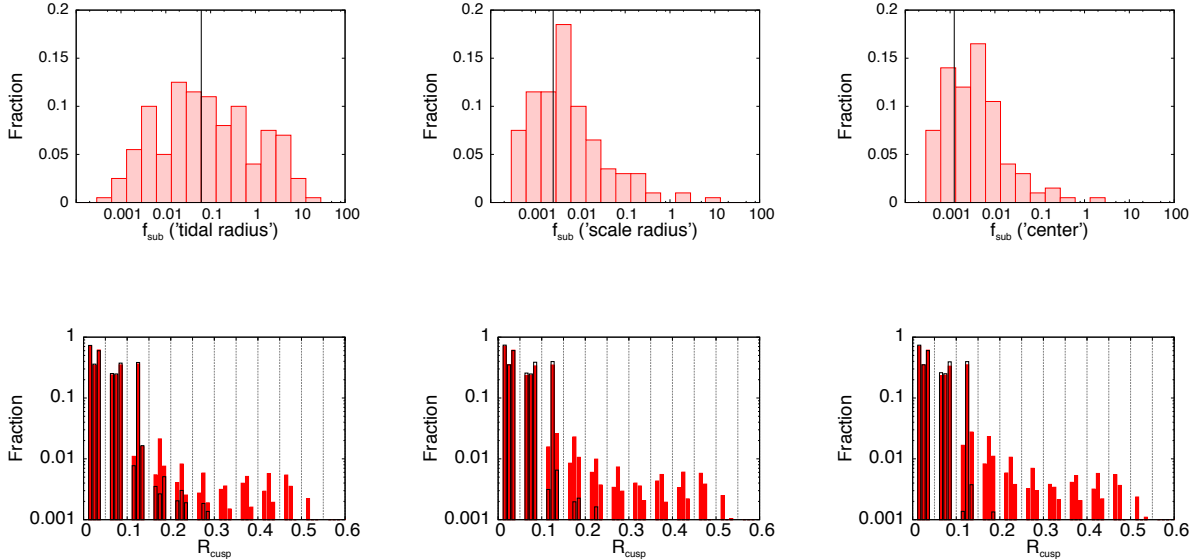 0.2 0.2 0.2
0.15 0.15 0.15
Fraction Fraction Fraction
0.1 0.1 0.1
0.05 0.05 0.05
0 0 0
0.001 0.01 0.1 1 10 100 0.001 0.01 0.1 1 10 100 0.001 0.01 0.1 1 10 100
f_sub ('tidal radius') f_sub ('scale radius') f_sub ('center')
1 1 1
0.1 0.1 0.1
Fraction Fraction Fraction
0.01 0.01 0.01
0.001 0.001 0.001
0 0.1 0.2 0.3 0.4 0.5 0.6 0 0.1 0.2 0.3 0.4 0.5 0.6 0 0.1 0.2 0.3 0.4 0.5 0.6
R_cusp R_cusp R_cusp